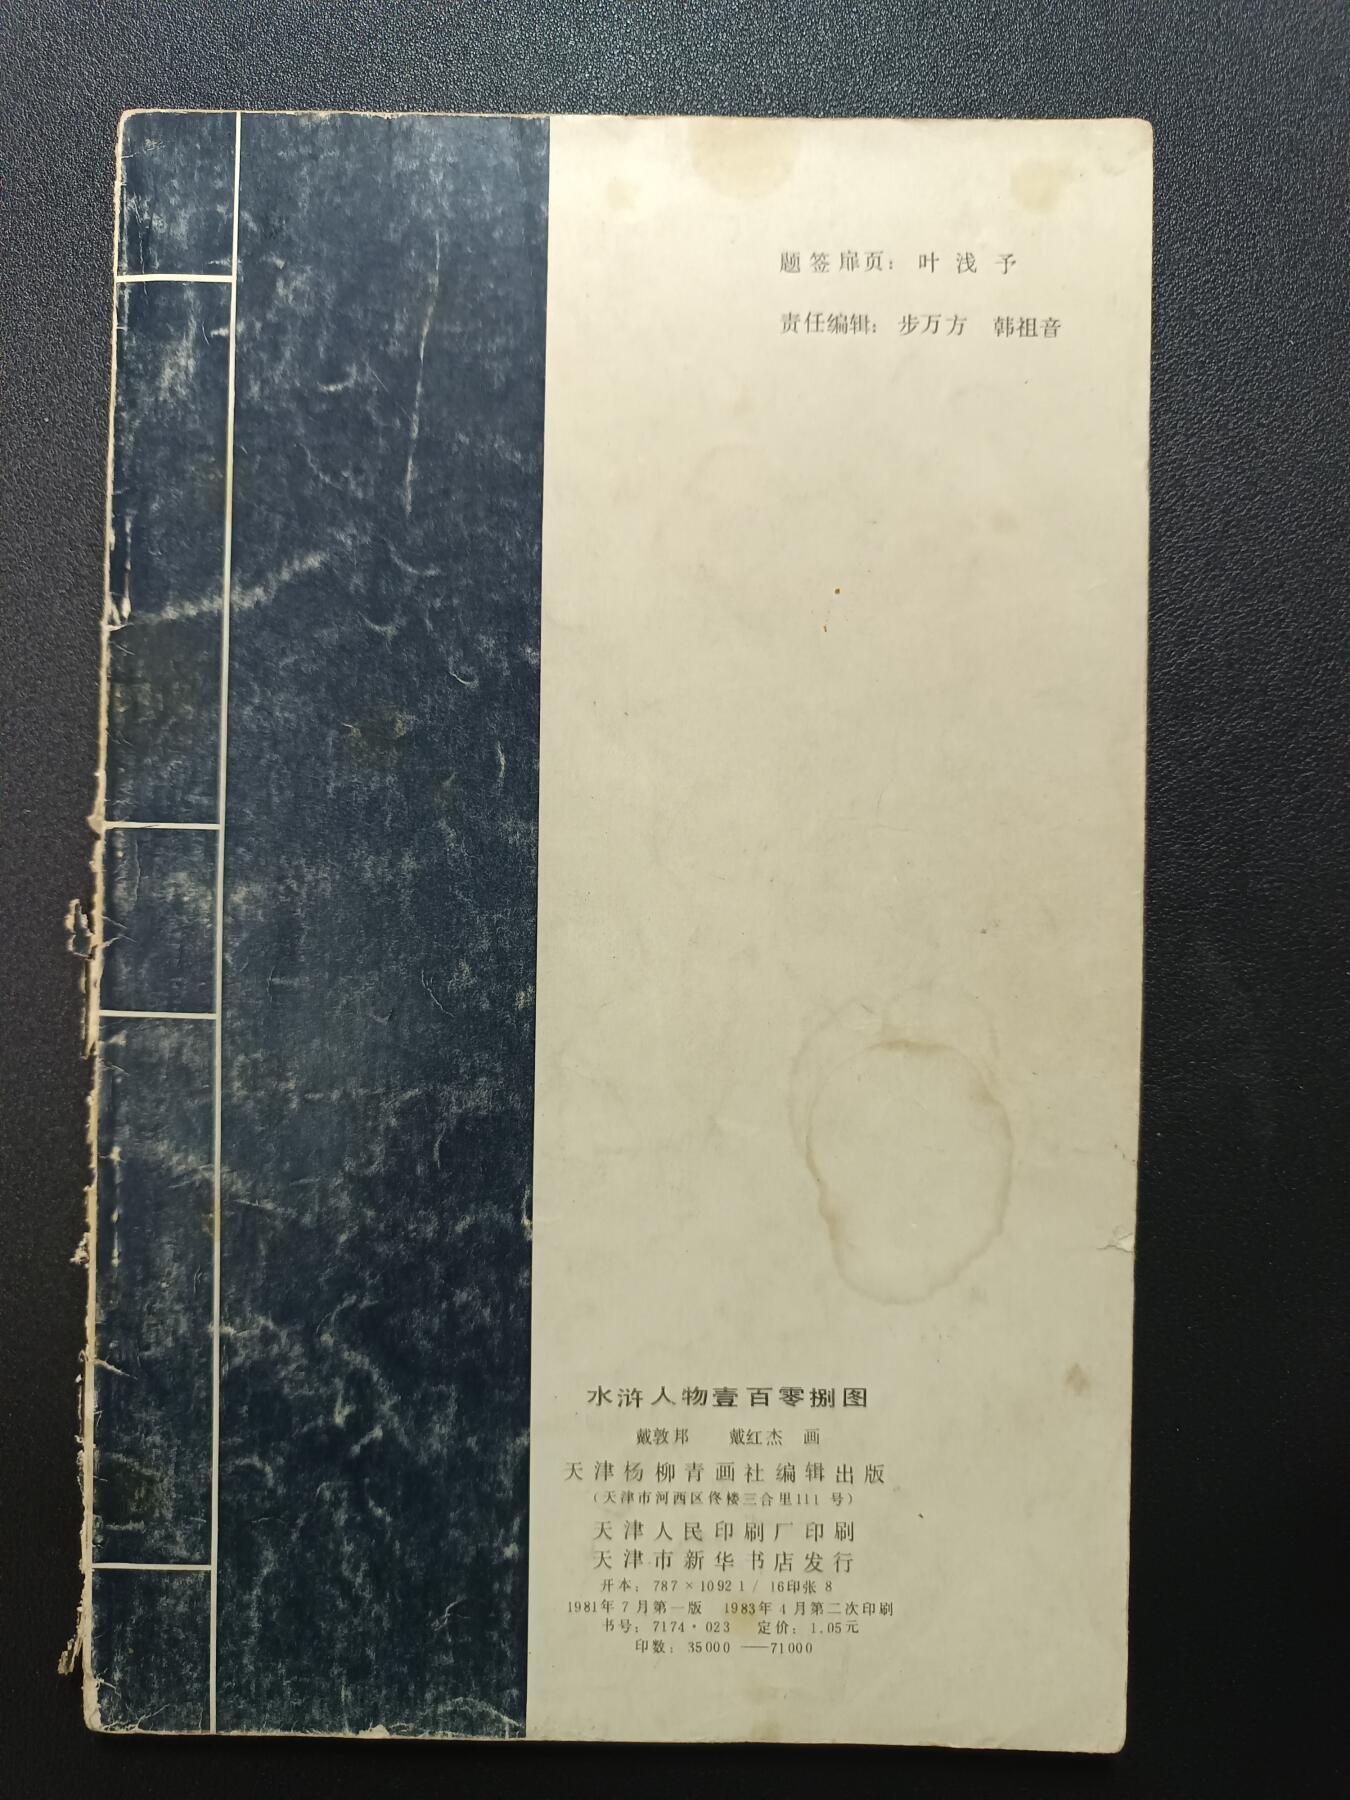 题签扉页：叶浅予
责任编辑：步万方 韩祖音
水浒人物壹百零捌图
戴敦邦 戴红杰 画
天津杨柳青画社编辑出版
（天津市河西区佟楼三合里111号）
天津人民印刷厂印刷
天津市新华书店发行
开本：787×1092 1/16印张 8
1981年7月第一版 1983年4月第二次印刷
书号：7174·023 定价：1.05元
印数：35000——71000